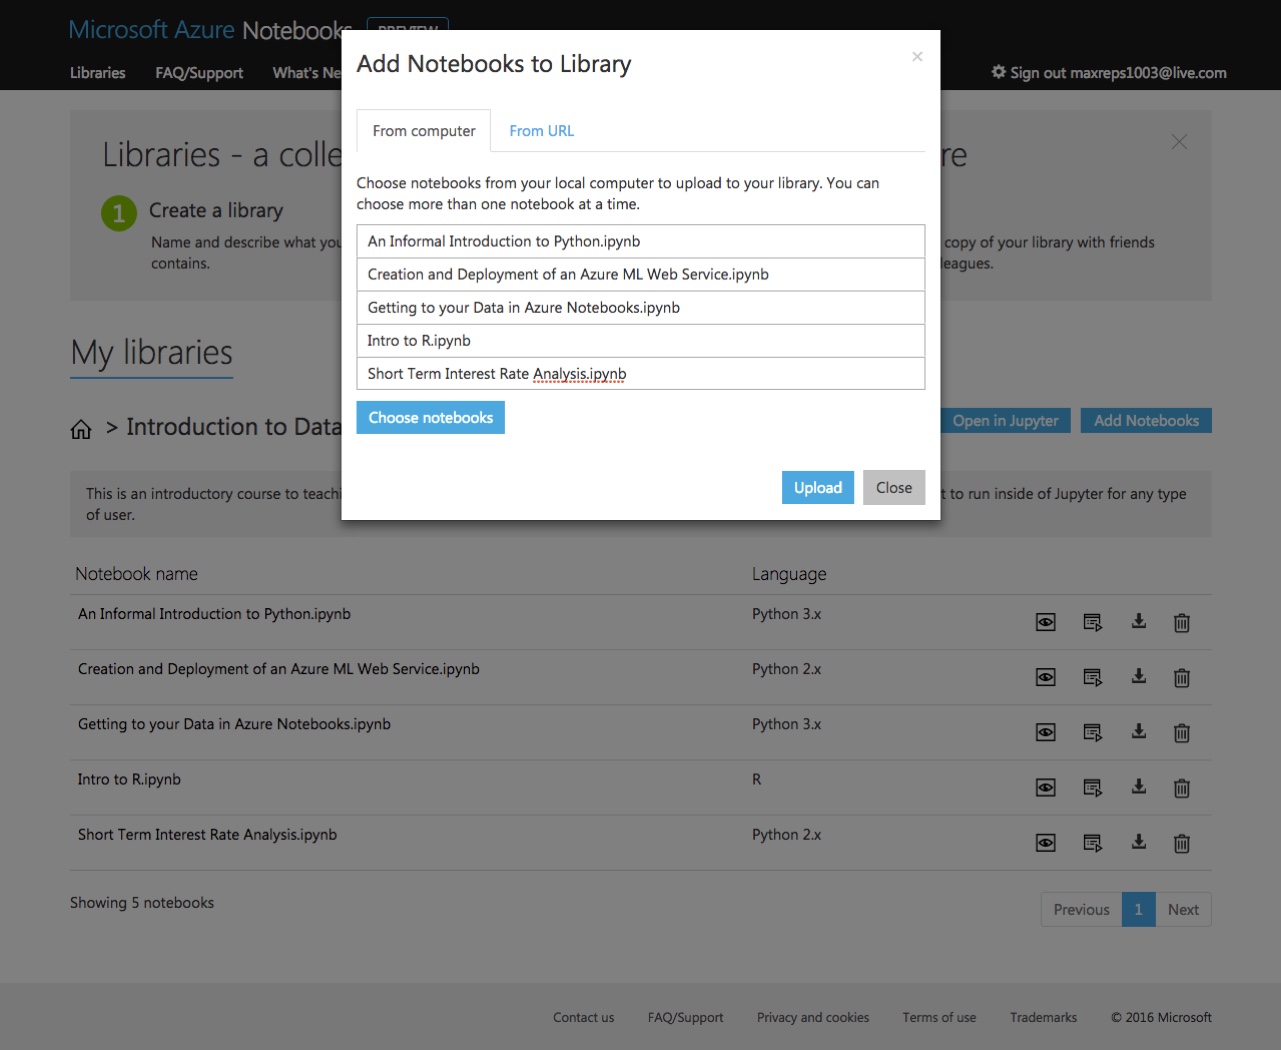 Microsoft Azure Notebooks PREVIEW
Libraries FAQ/Support What's Ne Sign out maxreps1003@live.com
Add Notebooks to Library
From computer From URL
Choose notebooks from your local computer to upload to your library. You can
choose more than one notebook at a time.
An Informal Introduction to Python.ipynb
Creation and Deployment of an Azure ML Web Service.ipynb
Getting to your Data in Azure Notebooks.ipynb
Intro to R.ipynb
Short Term Interest Rate Analysis.ipynb
Choose notebooks
Upload Close
Libraries - a colle re
1 Create a library
Name and describe what you copy of your library with friends
contains. leagues.
My libraries
> Introduction to Data Open in Jupyter Add Notebooks
This is an introductory course to teachi t to run inside of Jupyter for any type
of user.
Notebook name Language
An Informal Introduction to Python.ipynb Python 3.x
Creation and Deployment of an Azure ML Web Service.ipynb Python 2.x
Getting to your Data in Azure Notebooks.ipynb Python 3.x
Intro to R.ipynb R
Short Term Interest Rate Analysis.ipynb Python 2.x
Showing 5 notebooks Previous 1 Next
Contact us FAQ/Support Privacy and cookies Terms of use Trademarks © 2016 Microsoft